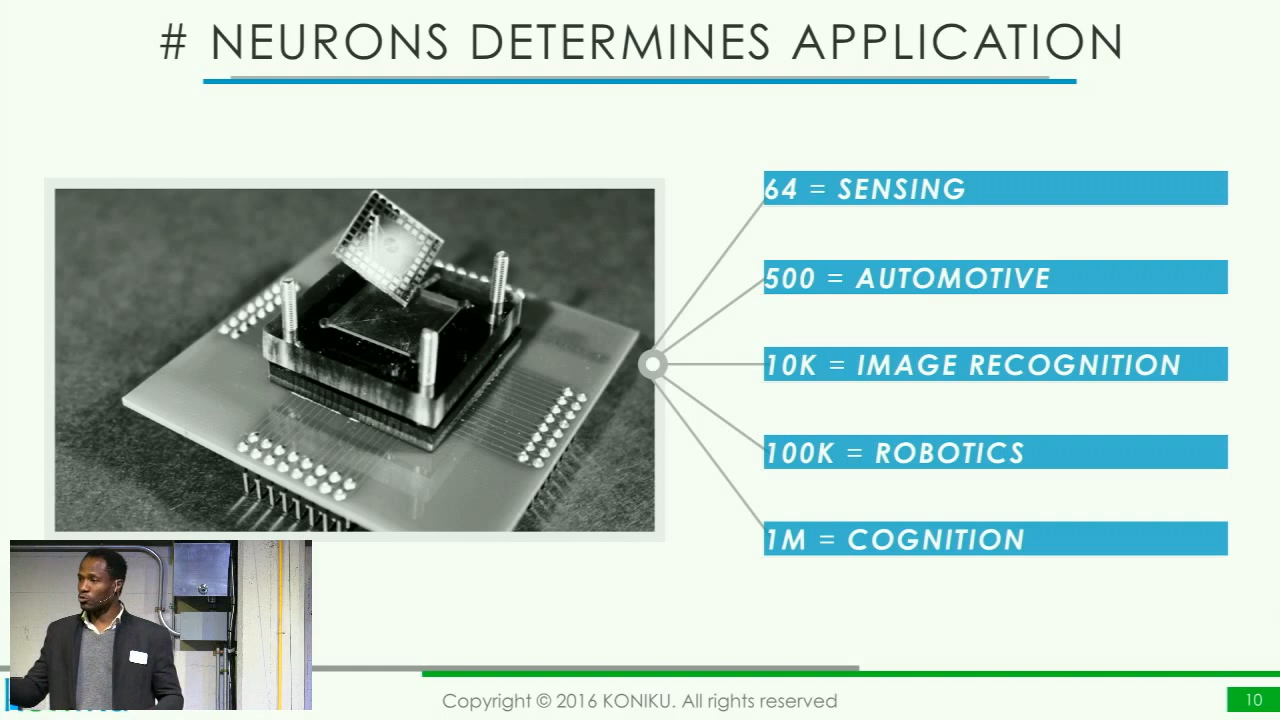 # NEURONS DETERMINES APPLICATION
64 = SENSING
500 = AUTOMOTIVE
10K = IMAGE RECOGNITION
100K = ROBOTICS
1M = COGNITION
Copyright © 2016 KONIKU. All rights reserved
10